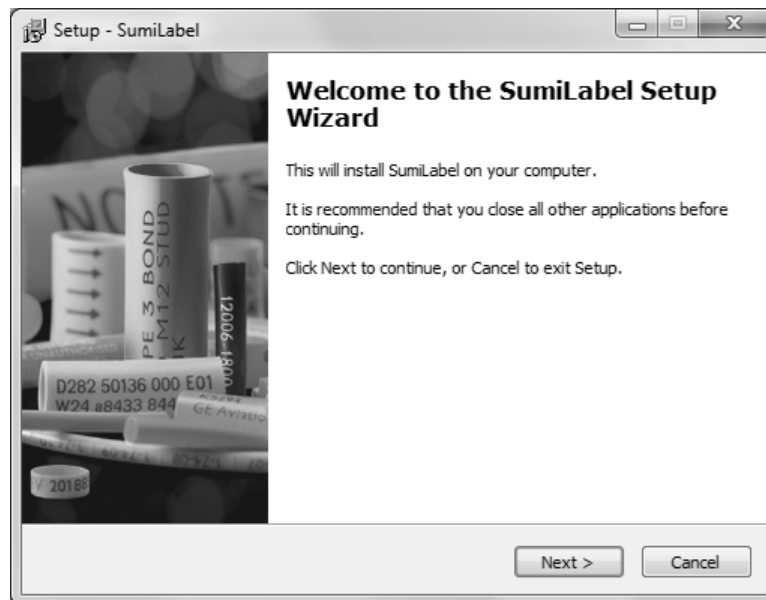 Setup - SumiLabel
Welcome to the SumiLabel Setup
Wizard
This will install SumiLabel on your computer.
It is recommended that you close all other applications before
continuing.
Click Next to continue, or Cancel to exit Setup.
BOND
M12 STUD
12006-1800
D282 50136 000 E01
W24 a8433 844
GE Aviatio
20188
Next >
Cancel